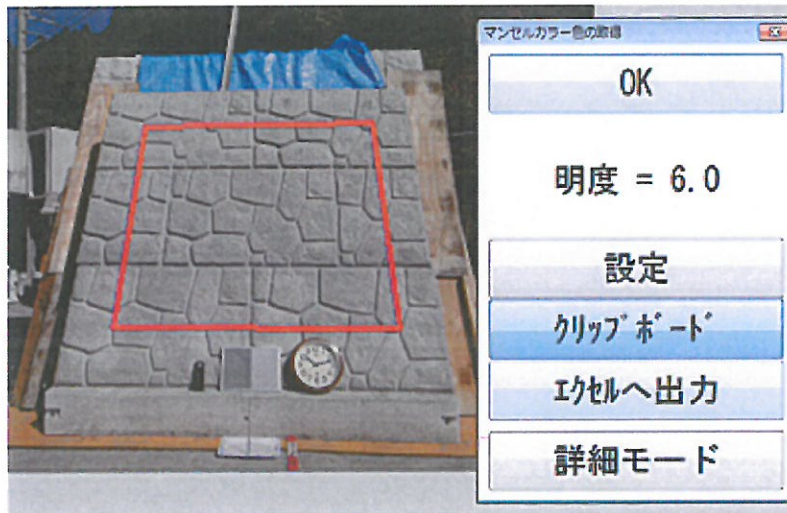 マンセルカラー色の取得
OK
明度 = 6.0
設定
ｸﾘｯﾌﾟﾎﾞｰﾄﾞ
ｴｸｾﾙへ出力
詳細モード